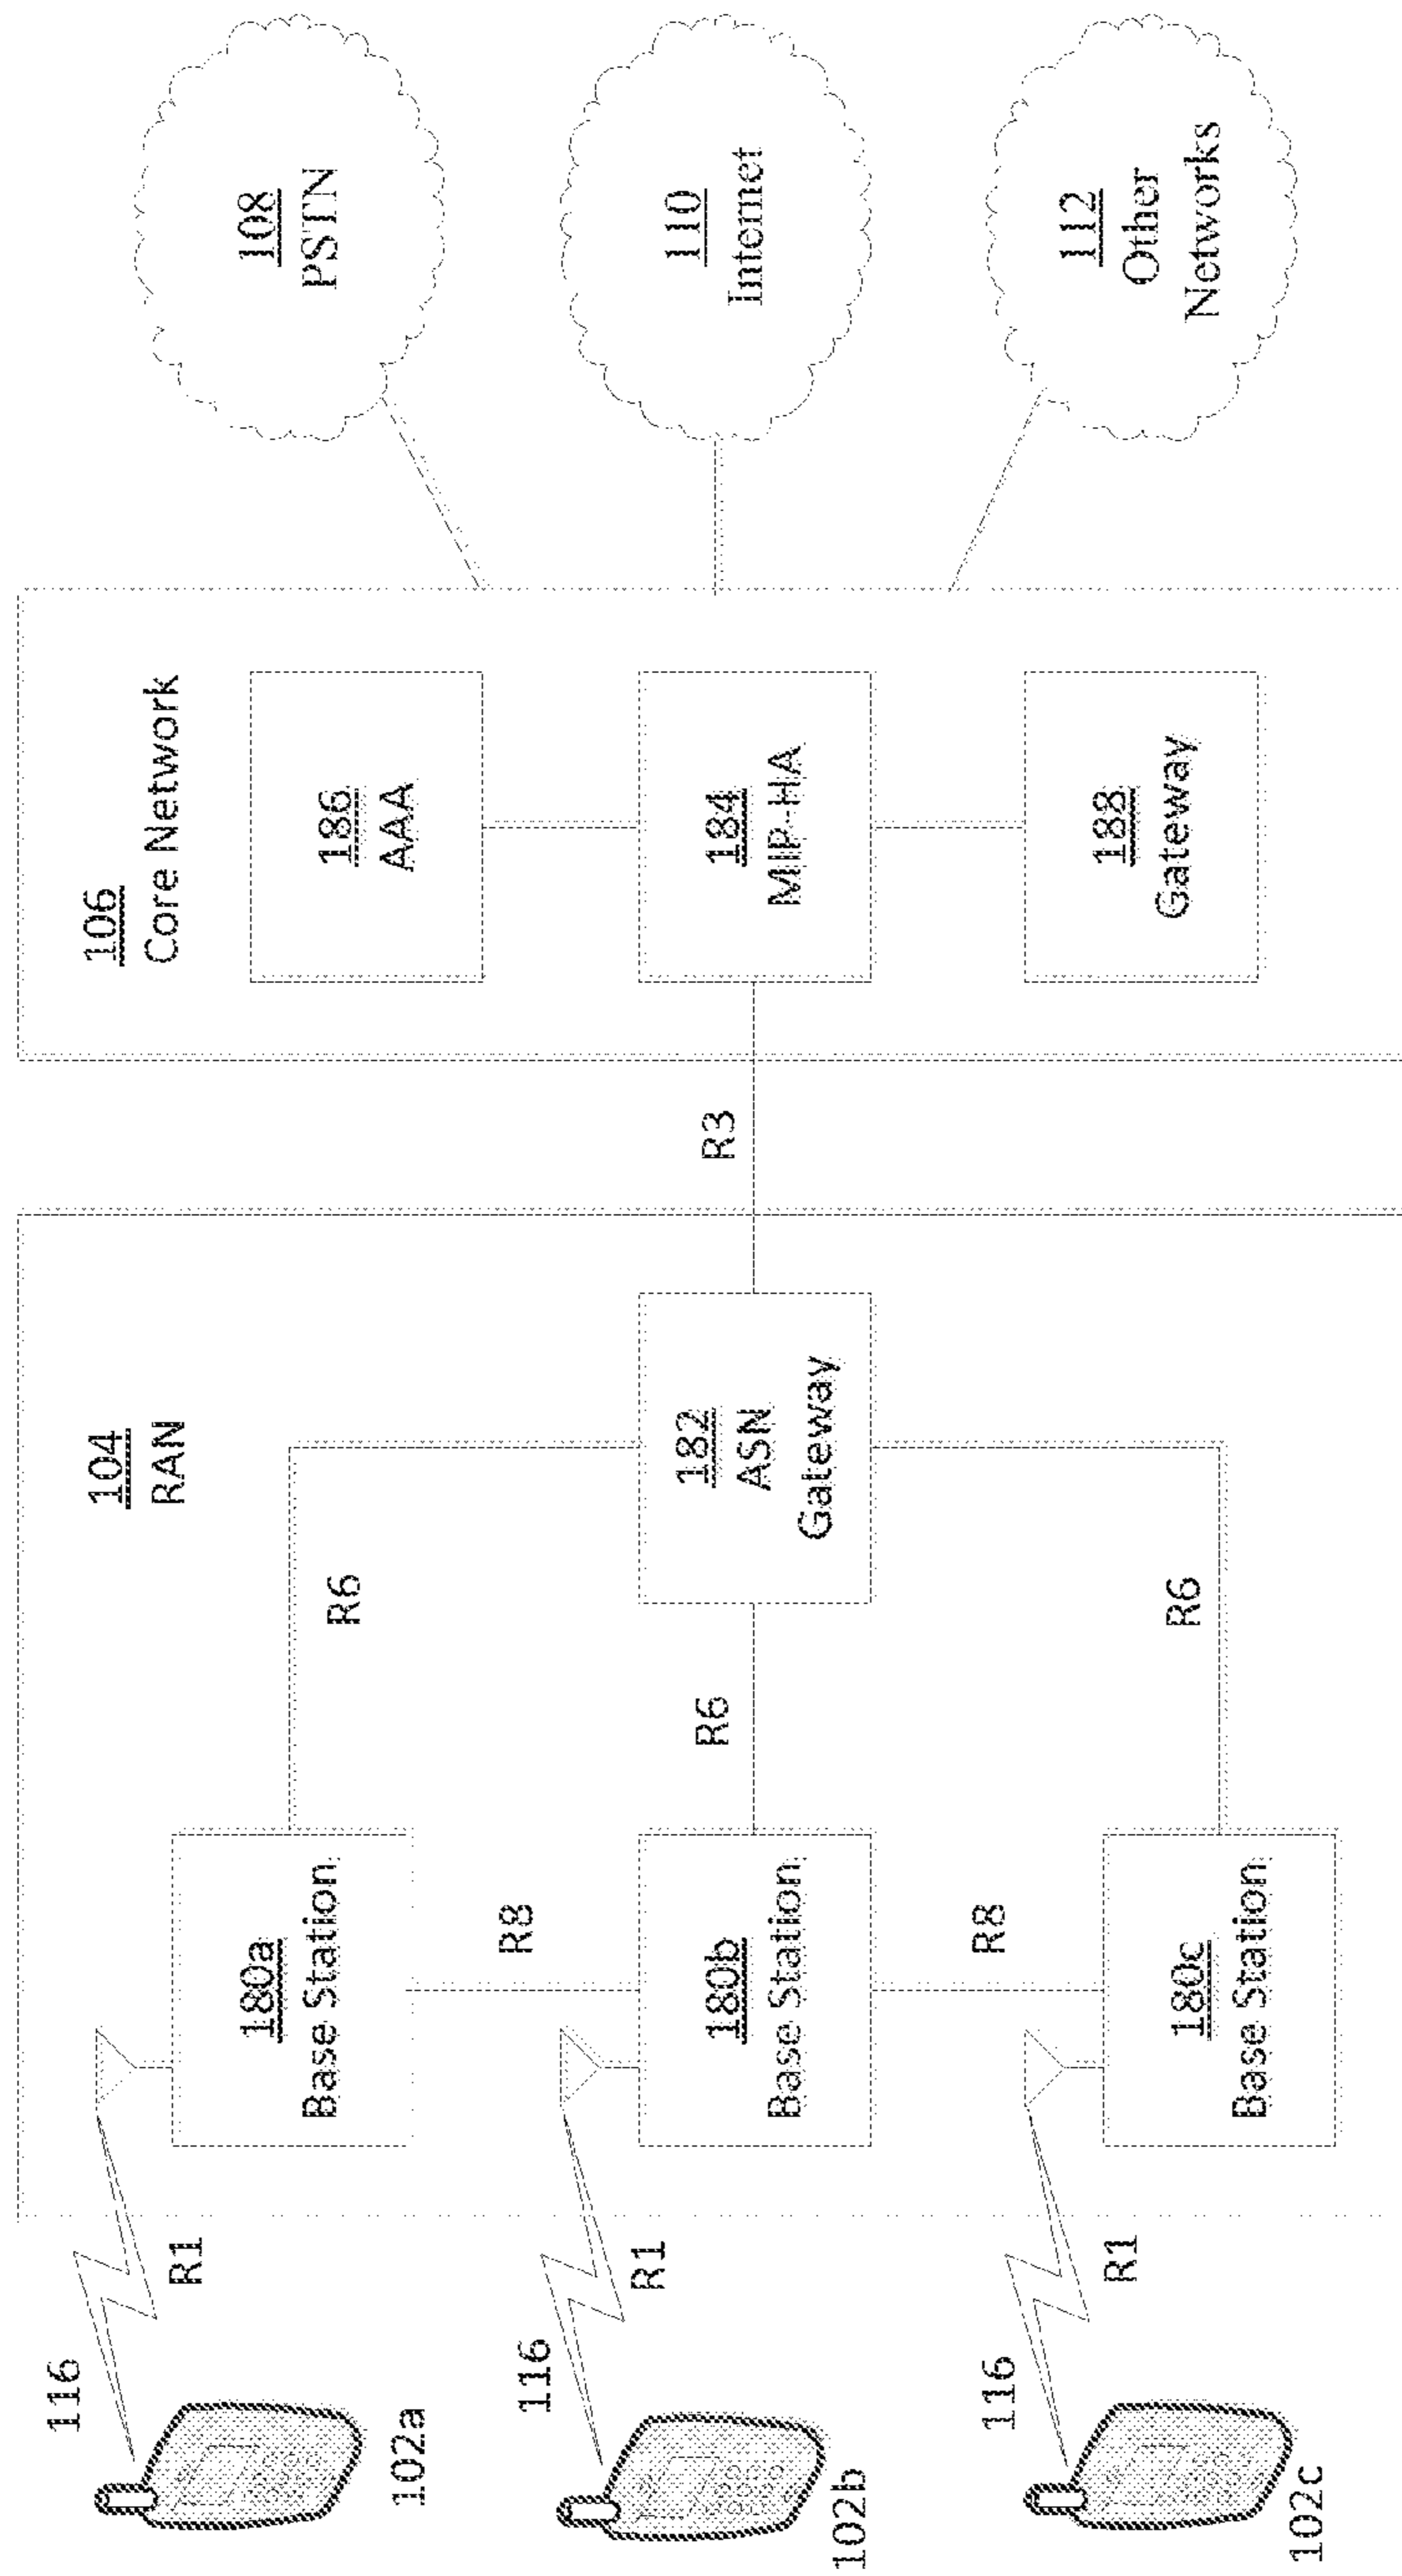 116
R1
102a
116
R1
102b
116
R1
102c
104
RAN
180a
Base Station
R8
180b
Base Station
R8
180c
Base Station
R6
R6
R6
182
ASN
Gateway
R3
106
Core Network
186
AAA
184
MIP-HA
188
Gateway
108
PSTN
110
Internet
112
Other
Networks